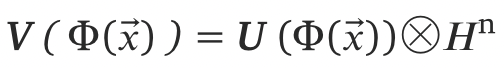 V ( Φ(x⃗) ) = U (Φ(x⃗))⊗Hⁿ